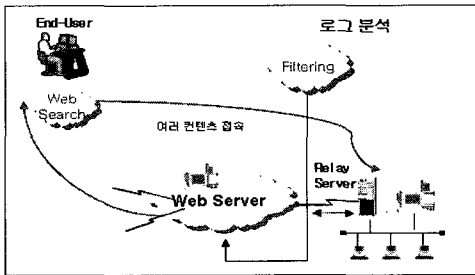 End-User
로그 분석
Filtering
Web
Search
여러 컨텐츠 접속
Relay
Server
Web Server